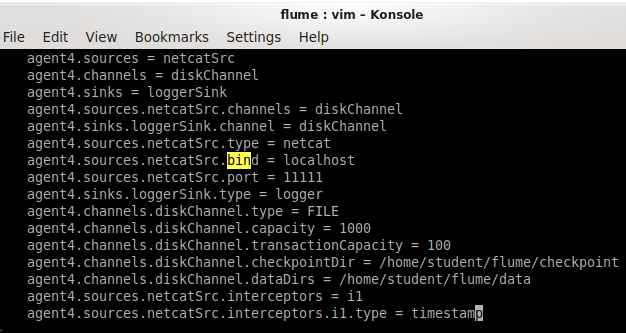 flume : vim – Konsole
File Edit View Bookmarks Settings Help
agent4.sources = netcatSrc
agent4.channels = diskChannel
agent4.sinks = loggerSink
agent4.sources.netcatSrc.channels = diskChannel
agent4.sinks.loggerSink.channel = diskChannel
agent4.sources.netcatSrc.type = netcat
agent4.sources.netcatSrc.bind = localhost
agent4.sources.netcatSrc.port = 11111
agent4.sinks.loggerSink.type = logger
agent4.channels.diskChannel.type = FILE
agent4.channels.diskChannel.capacity = 1000
agent4.channels.diskChannel.transactionCapacity = 100
agent4.channels.diskChannel.checkpointDir = /home/student/flume/checkpoint
agent4.channels.diskChannel.dataDirs = /home/student/flume/data
agent4.sources.netcatSrc.interceptors = i1
agent4.sources.netcatSrc.interceptors.i1.type = timestamp